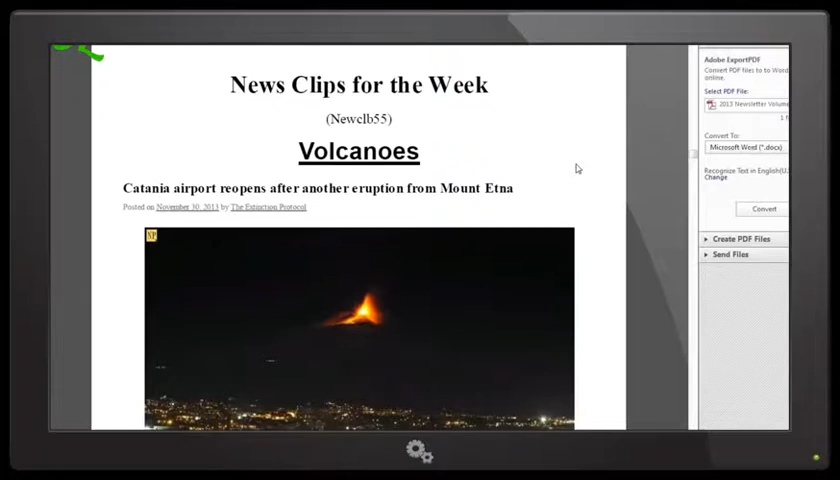 News Clips for the Week
(Newclb55)
Volcanoes
Catania airport reopens after another eruption from Mount Etna
Posted on November 30, 2013 by The Extinction Protocol
Adobe ExportPDF
Convert PDF files to to Word
online.
Select PDF File:
2013 Newsletter Volume
1 f
Convert To:
Microsoft Word (*.docx)
Recognize Text in English(U.
Change
Convert
Create PDF Files
Send Files